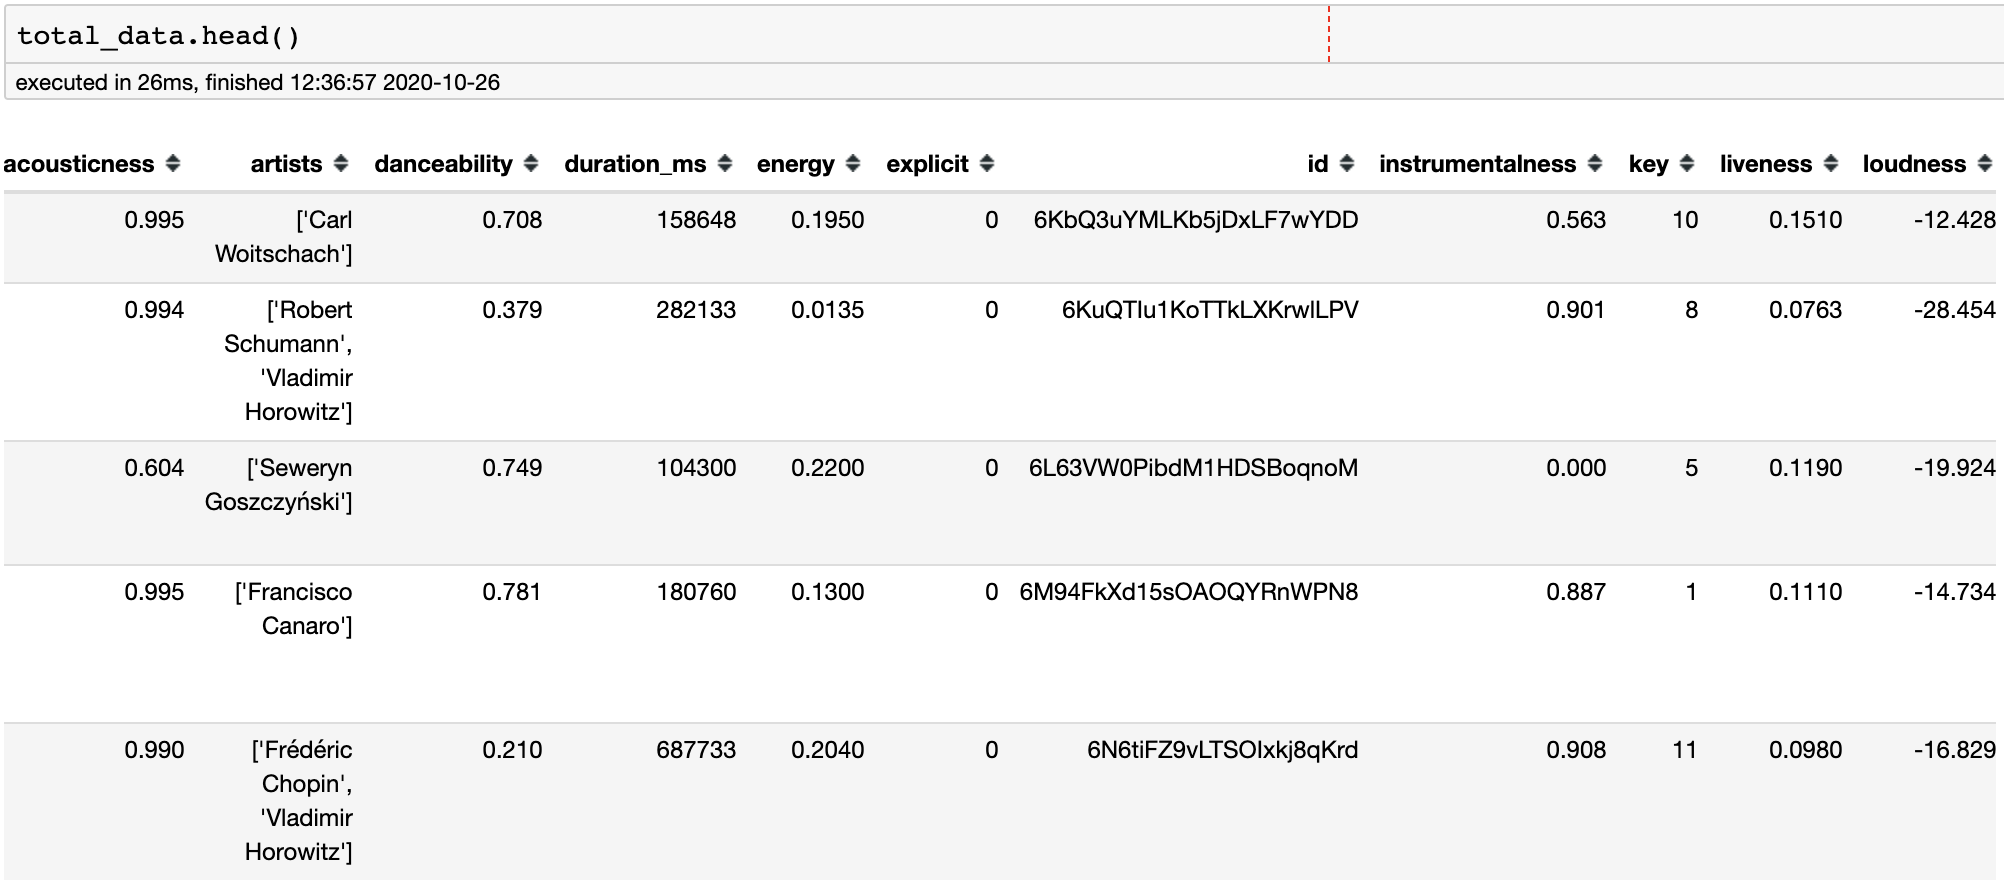 total_data.head()
executed in 26ms, finished 12:36:57 2020-10-26
acousticness artists danceability duration_ms energy explicit id instrumentalness key liveness loudness
0.995 ['Carl 0.708 158648 0.1950 0 6KbQ3uYMLKb5jDxLF7wYDD 0.563 10 0.1510 -12.428
Woitschach']
0.994 ['Robert 0.379 282133 0.0135 0 6KuQTIu1KoTTkLXKrwlLPV 0.901 8 0.0763 -28.454
Schumann',
'Vladimir
Horowitz']
0.604 ['Seweryn 0.749 104300 0.2200 0 6L63VW0PibdM1HDSBoqnoM 0.000 5 0.1190 -19.924
Goszczyński']
0.995 ['Francisco 0.781 180760 0.1300 0 6M94FkXd15sOAOQYRnWPN8 0.887 1 0.1110 -14.734
Canaro']
0.990 ['Frédéric 0.210 687733 0.2040 0 6N6tiFZ9vLTSOIxkj8qKrd 0.908 11 0.0980 -16.829
Chopin',
'Vladimir
Horowitz']